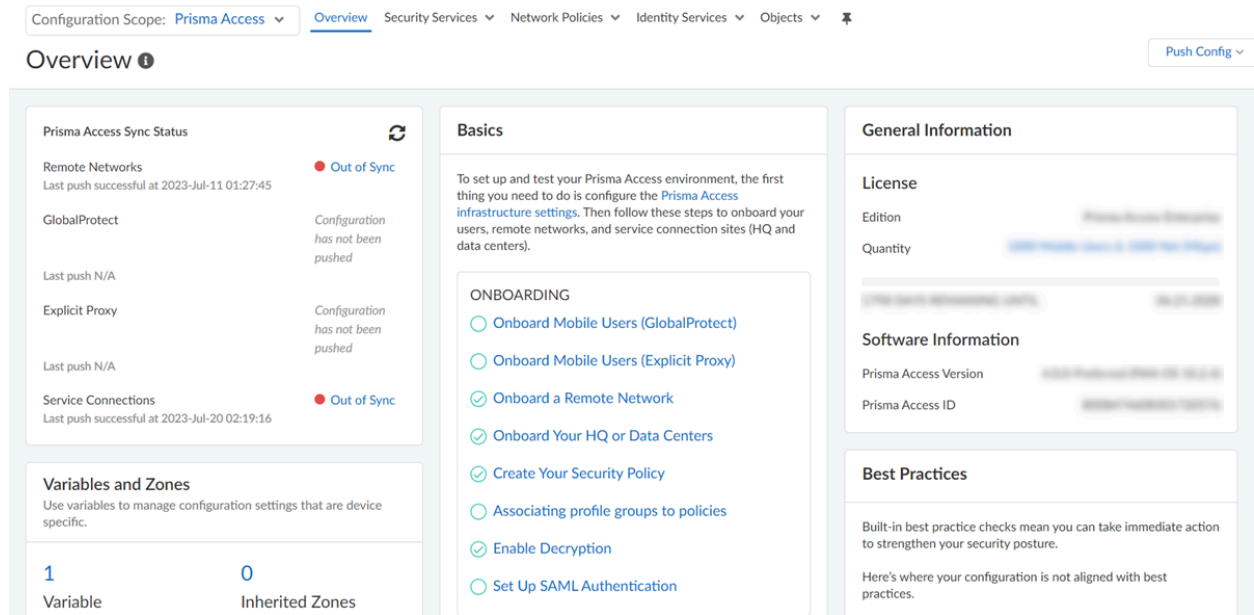 Configuration Scope: Prisma Access
Overview Security Services Network Policies Identity Services Objects
Overview
Push Config
Prisma Access Sync Status
Remote Networks
Out of Sync
Last push successful at 2023-Jul-11 01:27:45
GlobalProtect
Configuration
has not been
pushed
Last push N/A
Explicit Proxy
Configuration
has not been
pushed
Last push N/A
Service Connections
Out of Sync
Last push successful at 2023-Jul-20 02:19:16
Variables and Zones
Use variables to manage configuration settings that are device
specific.
1
Variable
0
Inherited Zones
Basics
To set up and test your Prisma Access environment, the first
thing you need to do is configure the Prisma Access
infrastructure settings. Then follow these steps to onboard your
users, remote networks, and service connection sites (HQ and
data centers).
ONBOARDING
Onboard Mobile Users (GlobalProtect)
Onboard Mobile Users (Explicit Proxy)
Onboard a Remote Network
Onboard Your HQ or Data Centers
Create Your Security Policy
Associating profile groups to policies
Enable Decryption
Set Up SAML Authentication
General Information
License
Edition
Quantity
Software Information
Prisma Access Version
Prisma Access ID
Best Practices
Built-in best practice checks mean you can take immediate action
to strengthen your security posture.
Here's where your configuration is not aligned with best
practices.